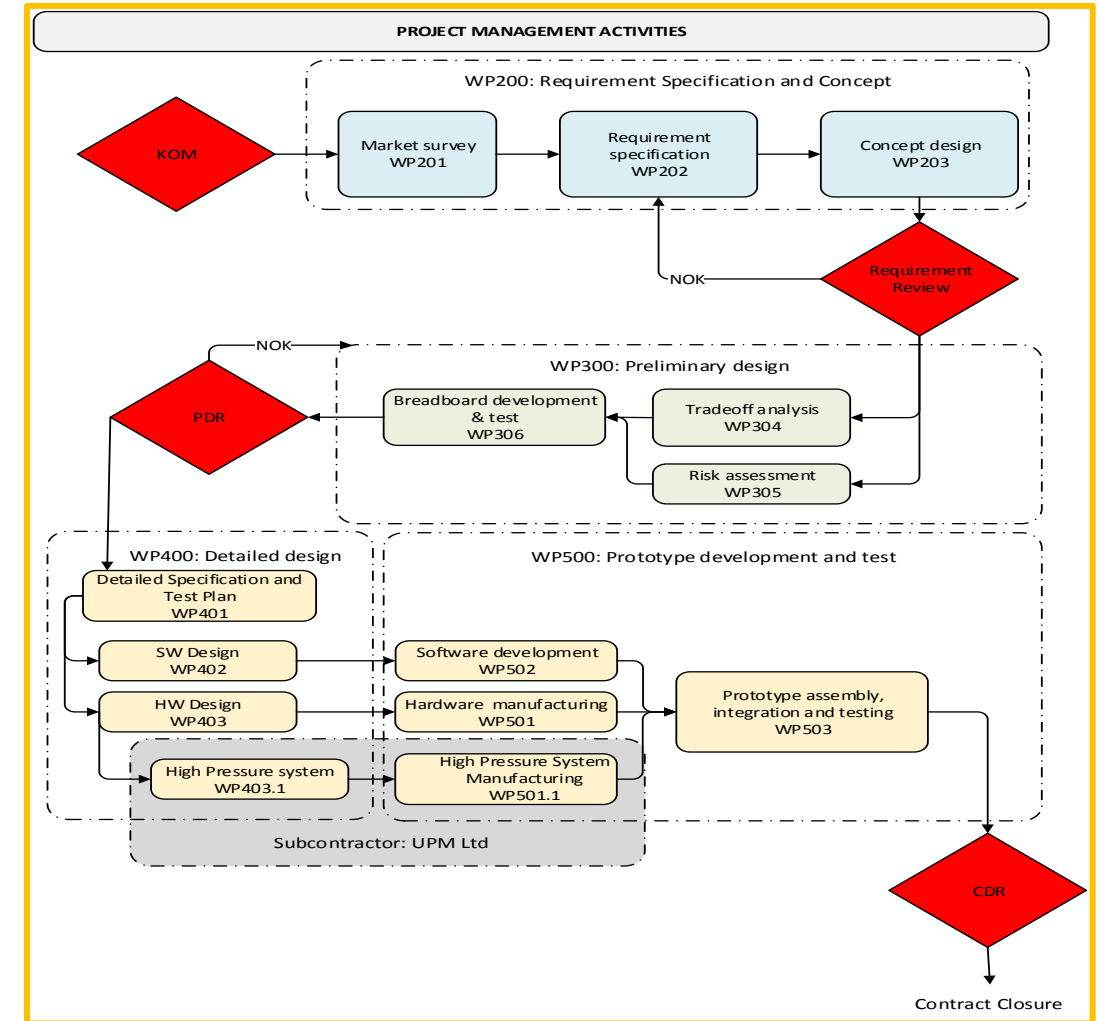 PROJECT MANAGEMENT ACTIVITIES
WP200: Requirement Specification and Concept
KOM
Market survey
WP201
Requirement
specification
WP202
Concept design
WP203
Requirement
Review
NOK
NOK
WP300: Preliminary design
PDR
Breadboard development
& test
WP306
Tradeoff analysis
WP304
Risk assessment
WP305
WP400: Detailed design
WP500: Prototype development and test
Detailed Specification and
Test Plan
WP401
SW Design
WP402
Software development
WP502
HW Design
WP403
Hardware manufacturing
WP501
Prototype assembly,
integration and testing
WP503
High Pressure system
WP403.1
High Pressure System
Manufacturing
WP501.1
Subcontractor: UPM Ltd
CDR
Contract Closure